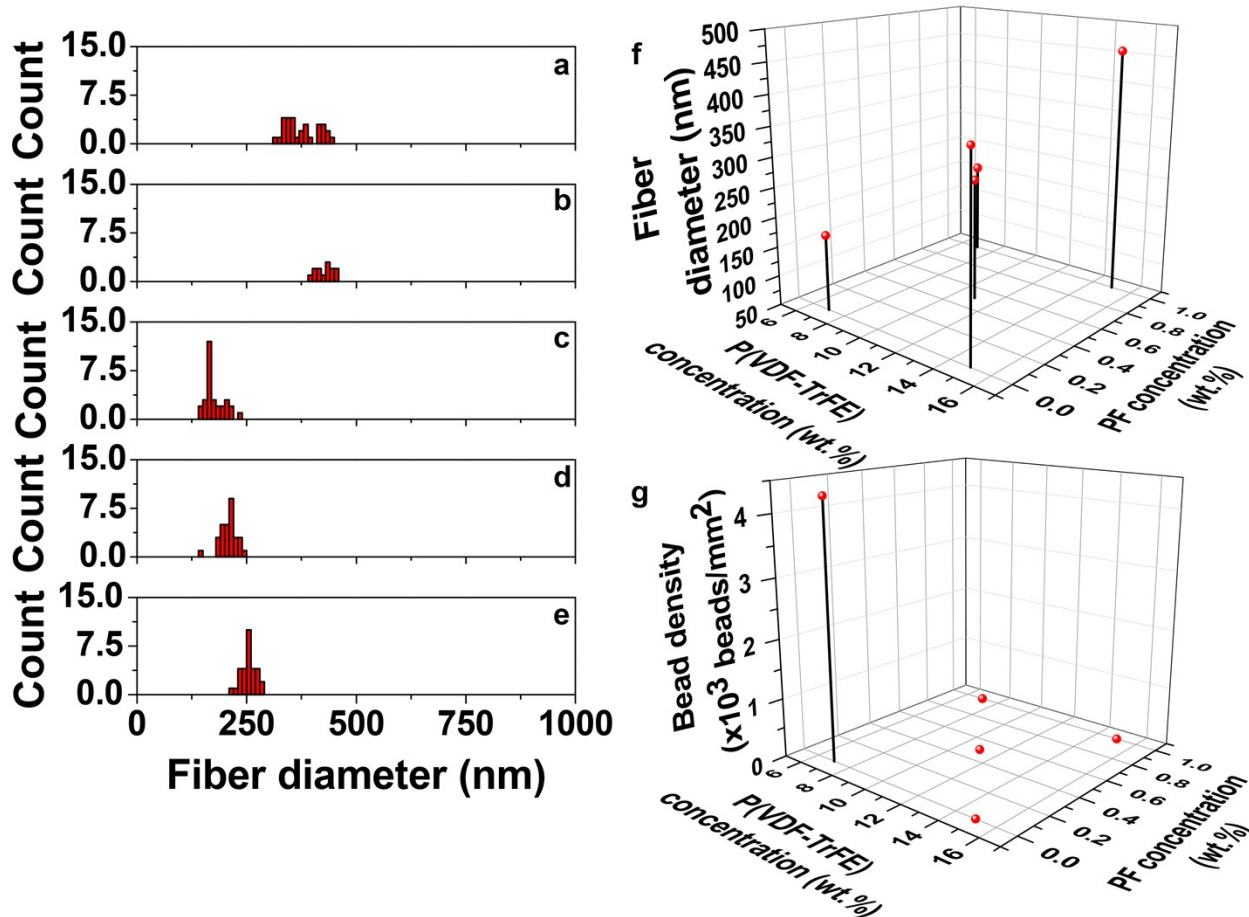 a
15.0
7.5
0.0
Count
b
15.0
7.5
0.0
Count
c
15.0
7.5
0.0
Count
d
15.0
7.5
0.0
Count
e
15.0
7.5
0.0
Count
0 250 500 750 1000
Fiber diameter (nm)
f
500
450
400
350
300
250
200
150
100
50
Fiber
diameter (nm)
6 8 10 12 14 16
P(VDF-TrFE)
concentration (wt.%)
0.0 0.2 0.4 0.6 0.8 1.0
PF concentration
(wt.%)
g
4
3
2
1
0
Bead density
(x10³ beads/mm²)
6 8 10 12 14 16
P(VDF-TrFE)
concentration (wt.%)
0.0 0.2 0.4 0.6 0.8 1.0
PF concentration
(wt.%)